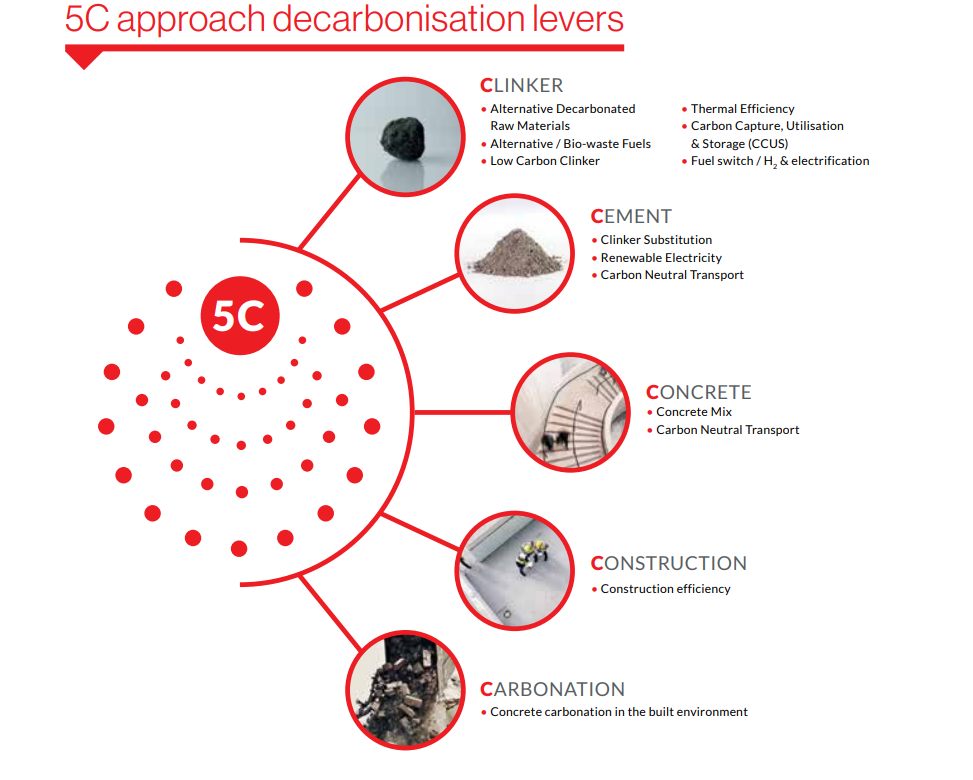 5C approach decarbonisation levers
CLINKER
• Alternative Decarbonated
Raw Materials
• Alternative / Bio-waste Fuels
• Low Carbon Clinker
• Thermal Efficiency
• Carbon Capture, Utilisation
& Storage (CCUS)
• Fuel switch / H₂ & electrification
CEMENT
• Clinker Substitution
• Renewable Electricity
• Carbon Neutral Transport
5C
CONCRETE
• Concrete Mix
• Carbon Neutral Transport
CONSTRUCTION
• Construction efficiency
CARBONATION
• Concrete carbonation in the built environment